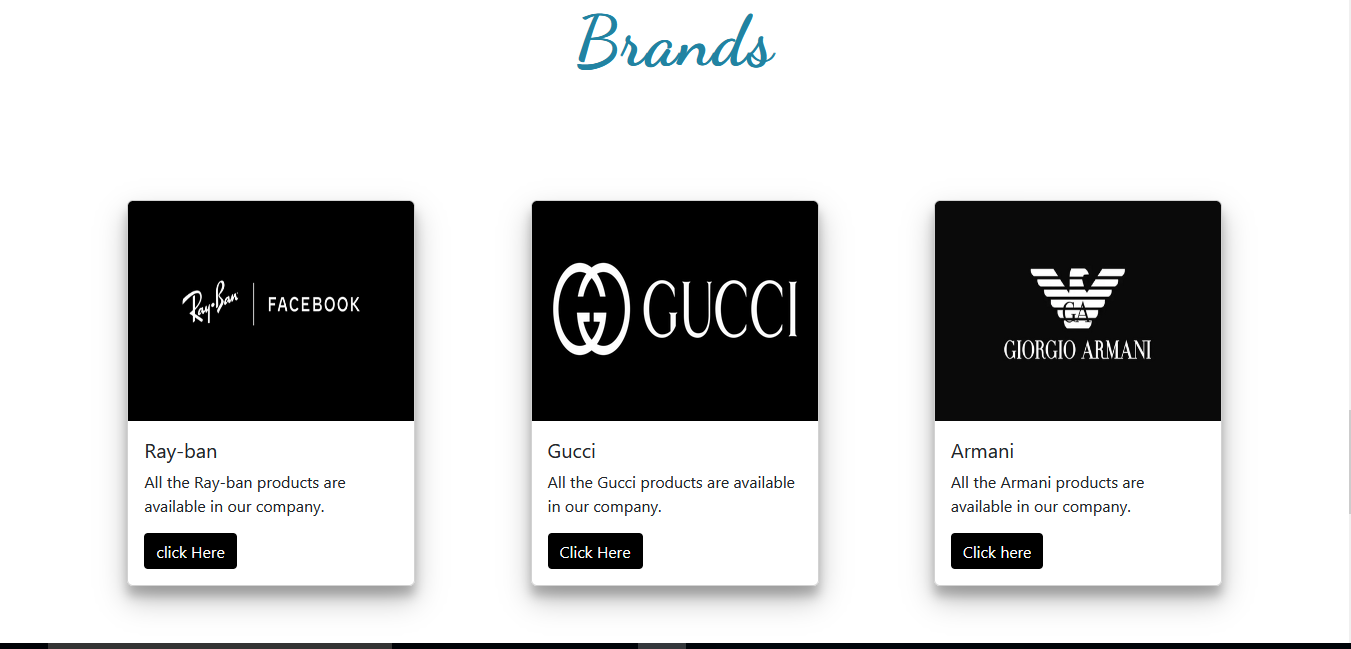 Brands
Ray-Ban | FACEBOOK
GUCCI
GA
GIORGIO ARMANI
Ray-ban
All the Ray-ban products are
available in our company.
click Here
Gucci
All the Gucci products are available
in our company.
Click Here
Armani
All the Armani products are
available in our company.
Click here